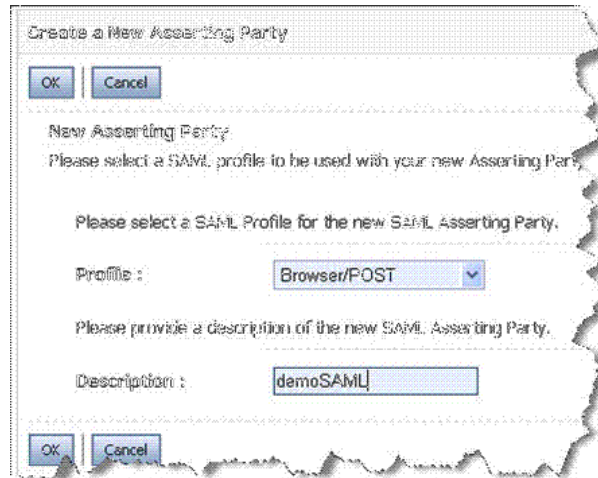 Create a New Asserting Party
OK Cancel
New Asserting Party
Please select a SAML profile to be used with your new Asserting Part
Please select a SAML Profile for the new SAML Asserting Party.
Profile : Browser/POST
Please provide a description of the new SAML Asserting Party.
Description : demoSAML
OK Cancel